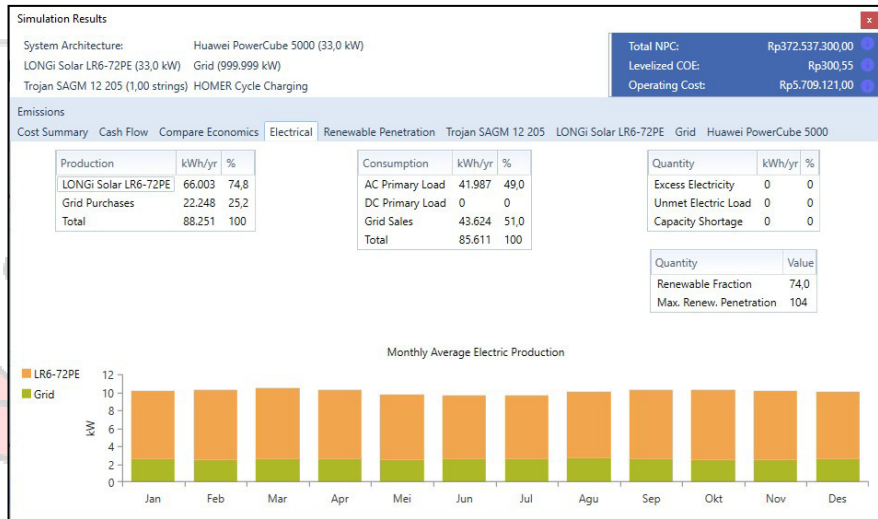 Simulation Results
x
System Architecture: Huawei PowerCube 5000 (33,0 kW)
LONGi Solar LR6-72PE (33,0 kW) Grid (999.999 kW)
Trojan SAGM 12 205 (1,00 strings) HOMER Cycle Charging
Total NPC: Rp372.537.300,00
Levelized COE: Rp300,55
Operating Cost: Rp5.709.121,00
Emissions
Cost Summary Cash Flow Compare Economics Electrical Renewable Penetration Trojan SAGM 12 205 LONGi Solar LR6-72PE Grid Huawei PowerCube 5000
Production kWh/yr %
LONGi Solar LR6-72PE 66.003 74,8
Grid Purchases 22.248 25,2
Total 88.251 100
Consumption kWh/yr %
AC Primary Load 41.987 49,0
DC Primary Load 0 0
Grid Sales 43.624 51,0
Total 85.611 100
Quantity kWh/yr %
Excess Electricity 0 0
Unmet Electric Load 0 0
Capacity Shortage 0 0
Quantity Value
Renewable Fraction 74,0
Max. Renew. Penetration 104
Monthly Average Electric Production
LR6-72PE
Grid
kW
12
10
8
6
4
2
0
Jan Feb Mar Apr Mei Jun Jul Agu Sep Okt Nov Des